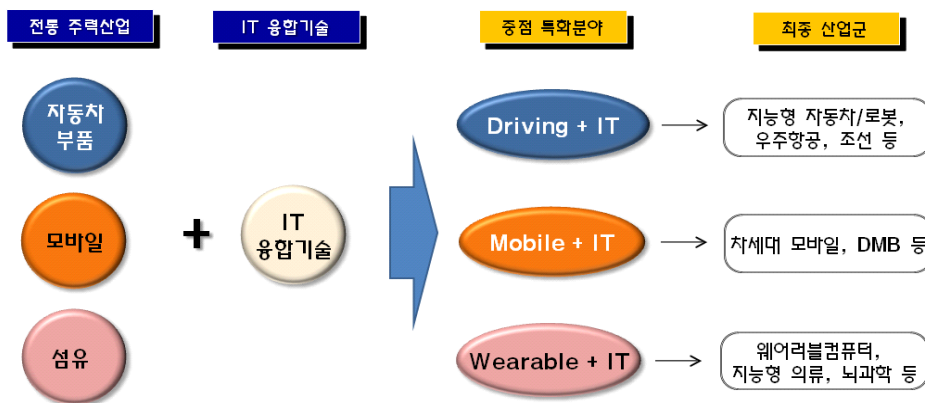 전통 주력산업
IT 융합기술
중점 특화분야
최종 산업군
자동차
부품
모바일
섬유
+
IT
융합기술
Driving + IT
Mobile + IT
Wearable + IT
지능형 자동차/로봇,
우주항공, 조선 등
차세대 모바일, DMB 등
웨어러블컴퓨터,
지능형 의류, 뇌과학 등